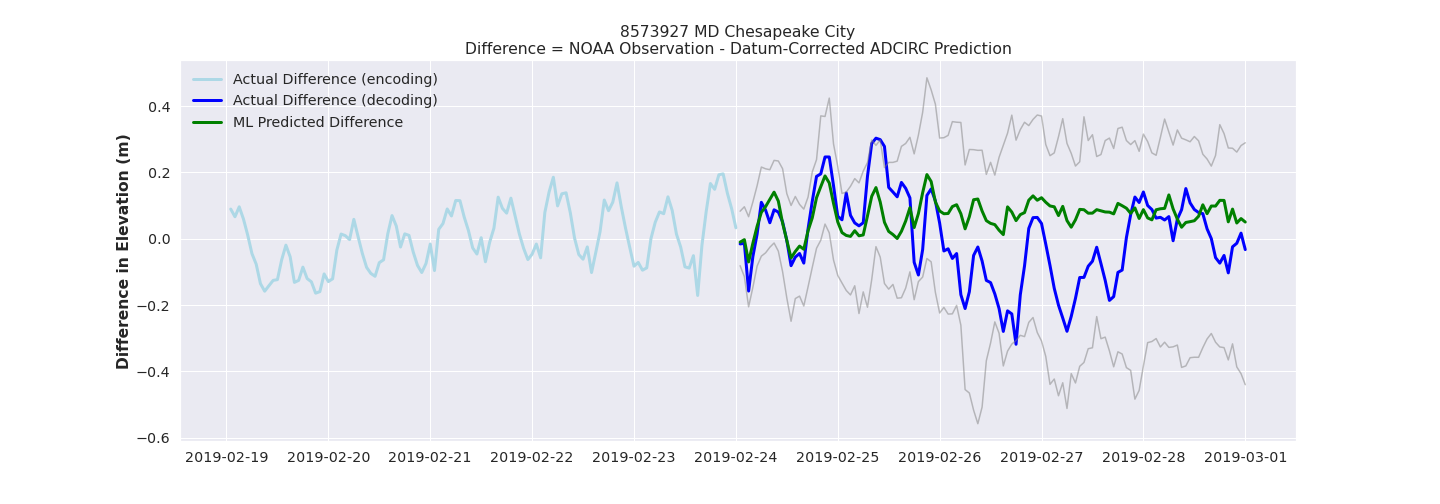 8573927 MD Chesapeake City
Difference = NOAA Observation - Datum-Corrected ADCIRC Prediction
Actual Difference (encoding)
Actual Difference (decoding)
ML Predicted Difference
Difference in Elevation (m)
0.4
0.2
0.0
−0.2
−0.4
−0.6
2019-02-19
2019-02-20
2019-02-21
2019-02-22
2019-02-23
2019-02-24
2019-02-25
2019-02-26
2019-02-27
2019-02-28
2019-03-01